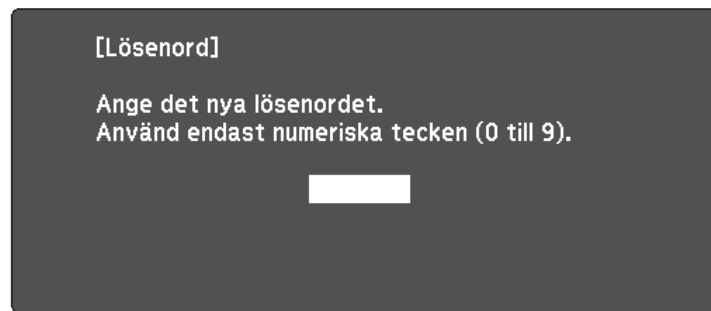 [Lösenord]
Ange det nya lösenordet.
Använd endast numeriska tecken (0 till 9).